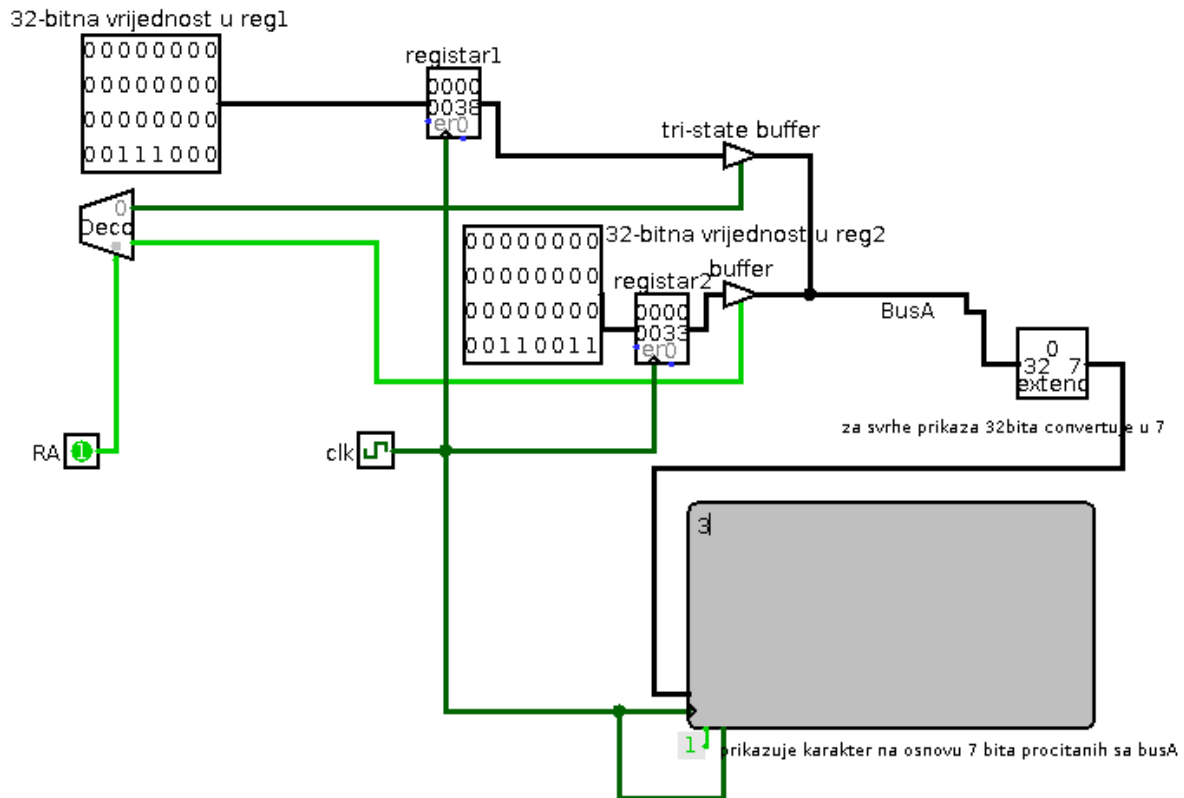 32-bitna vrijednost u reg1
00000000
00000000
00000000
00111000
registar1
0000
0038
er0
tri-state buffer
0
Deco
00000000
00000000
00000000
00110011
32-bitna vrijednost u reg2
buffer
registar2
0000
0033
er0
BusA
0
32 7
extend
za svrhe prikaza 32bita convertuje u 7
RA
1
clk
3
1
prikazuje karakter na osnovu 7 bita procitanih sa busA